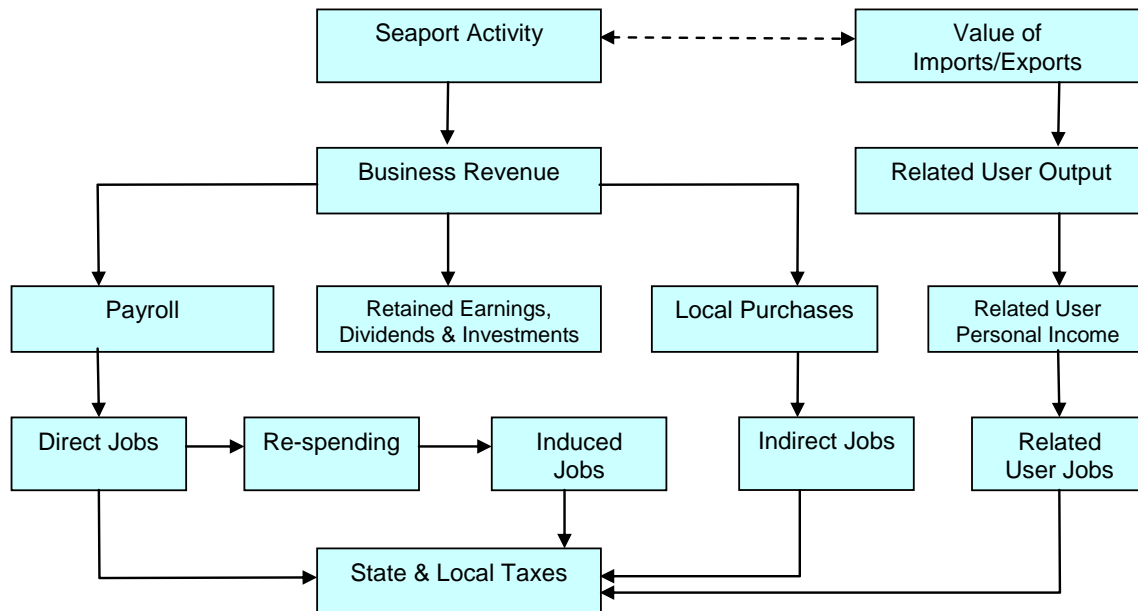 Seaport Activity
Value of
Imports/Exports
Business Revenue
Related User Output
Payroll
Retained Earnings,
Dividends & Investments
Local Purchases
Related User
Personal Income
Direct Jobs
Re-spending
Induced
Jobs
Indirect Jobs
Related
User Jobs
State & Local Taxes